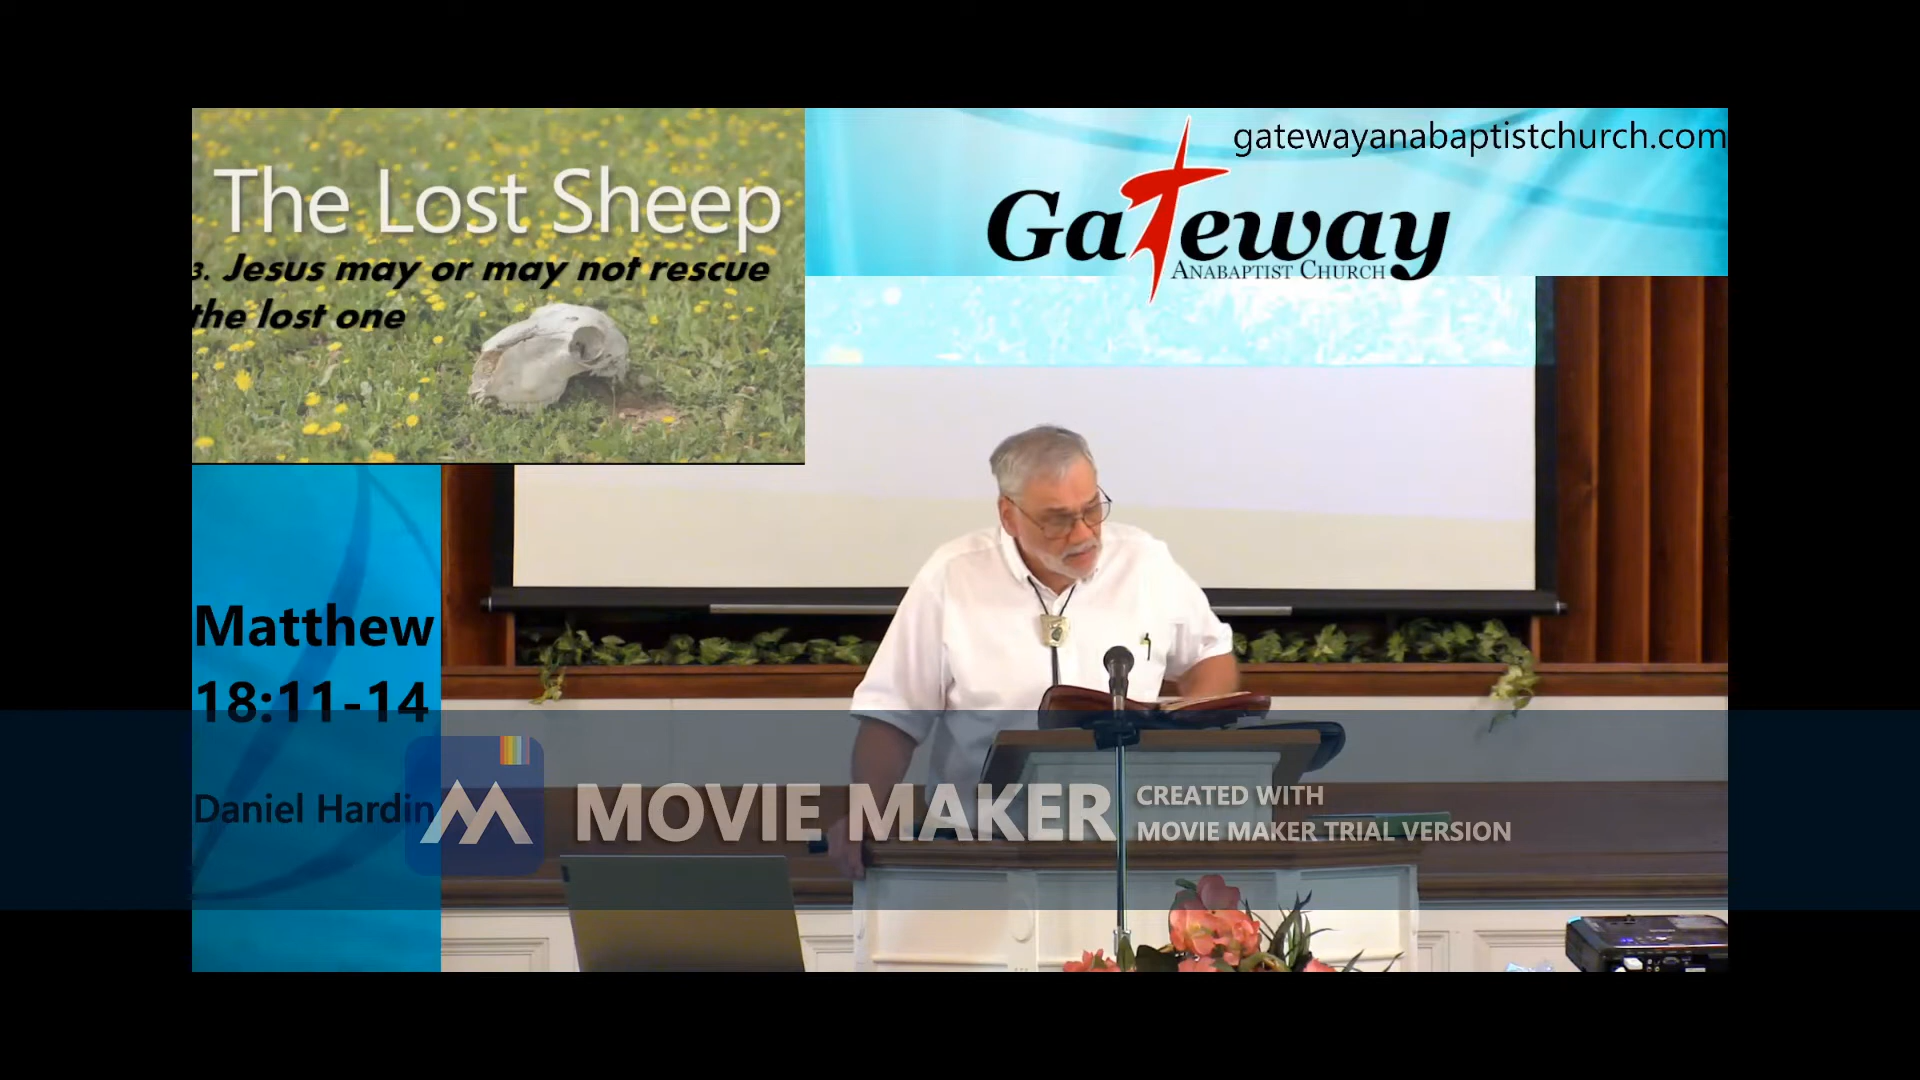 gatewayanabaptistchurch.com
The Lost Sheep
Gateway
ANABAPTIST CHURCH
3. Jesus may or may not rescue
the lost one
Matthew
18:11-14
Daniel Hardin
MOVIE MAKER
CREATED WITH
MOVIE MAKER TRIAL VERSION